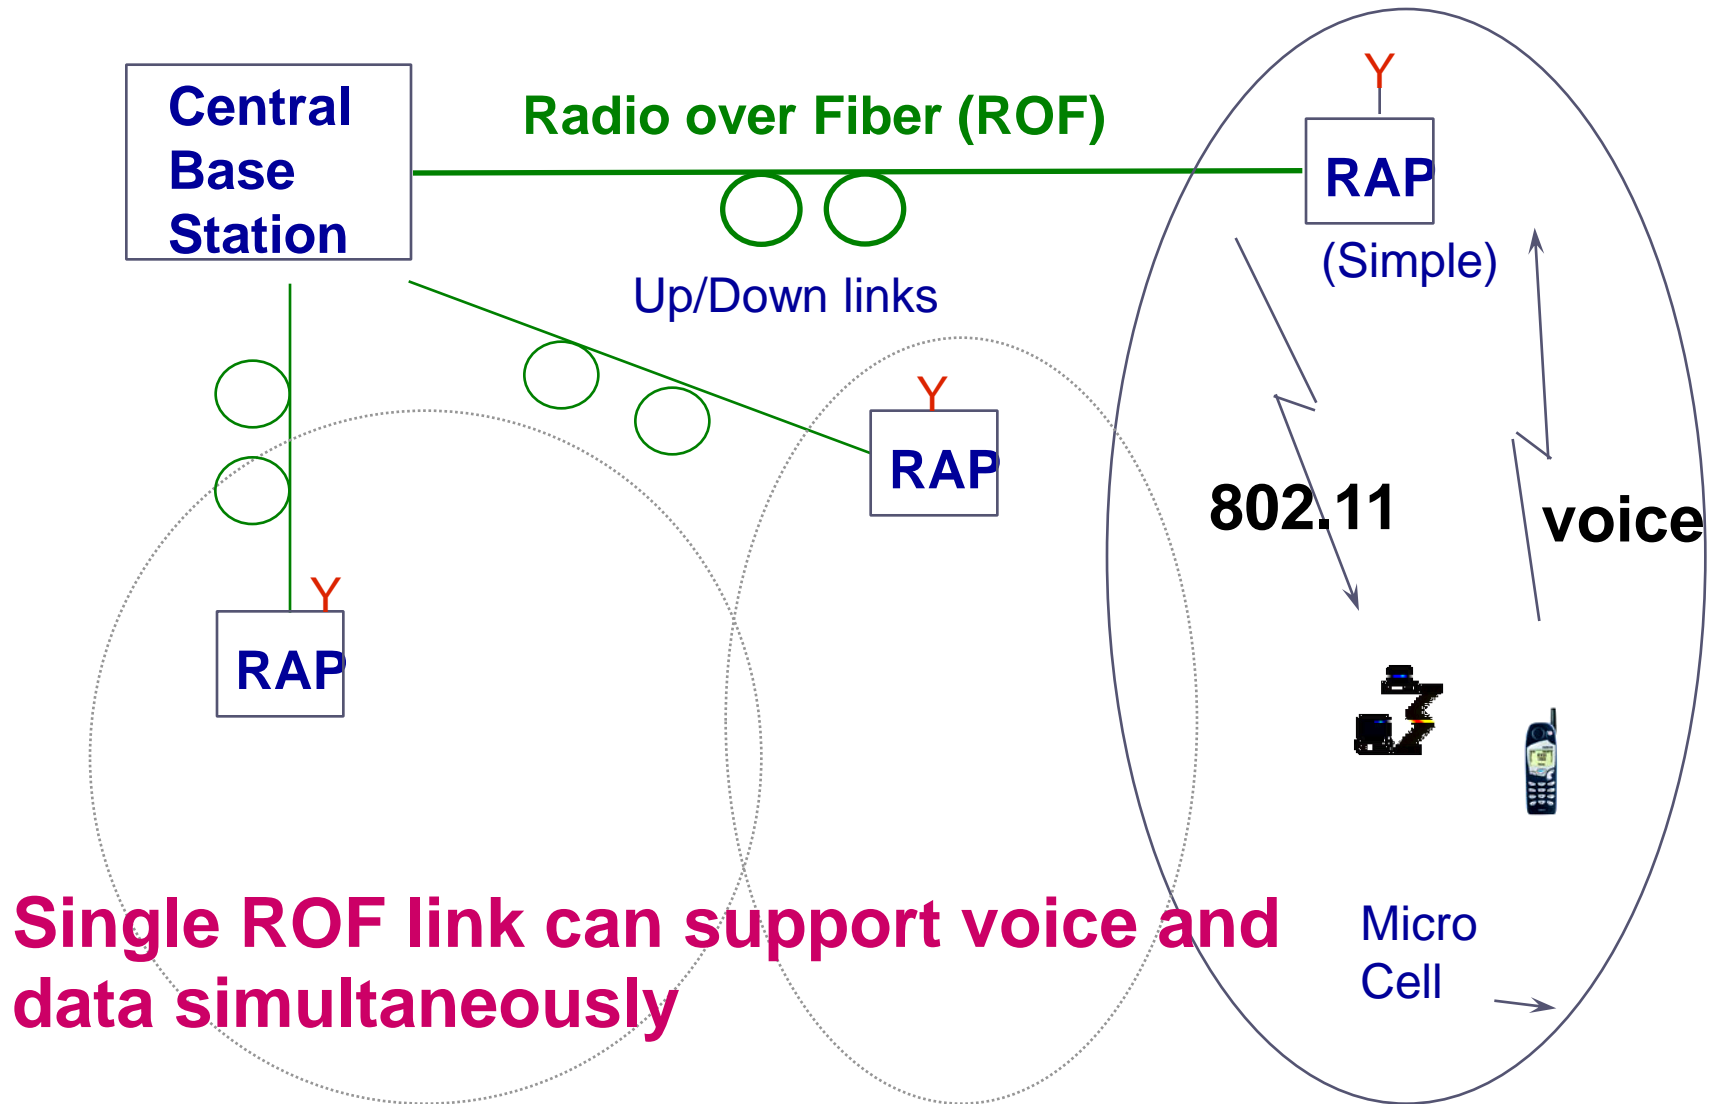 Central
Base
Station
Radio over Fiber (ROF)
Y
RAP
(Simple)
Up/Down links
Y
RAP
802.11
voice
Y
RAP
Single ROF link can support voice and
data simultaneously
Micro
Cell